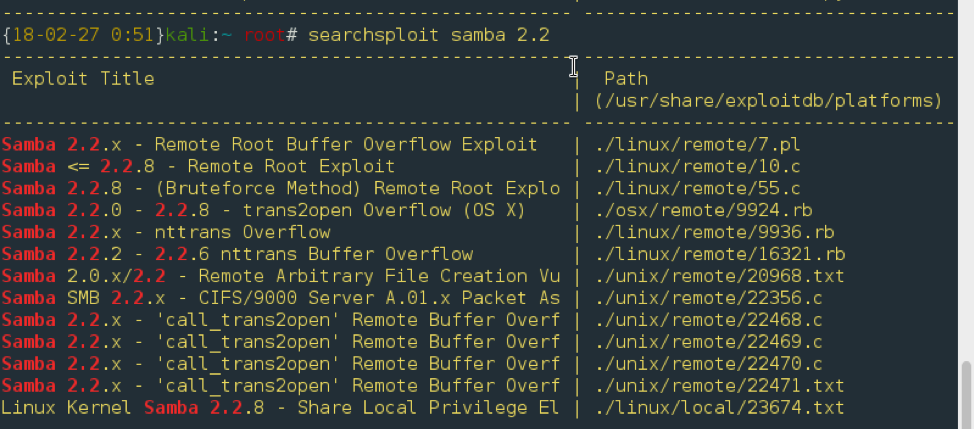 {18-02-27 0:51}kali:~ root# searchsploit samba 2.2
Exploit Title | Path
| (/usr/share/exploitdb/platforms)
Samba 2.2.x - Remote Root Buffer Overflow Exploit | ./linux/remote/7.pl
Samba <= 2.2.8 - Remote Root Exploit | ./linux/remote/10.c
Samba 2.2.8 - (Bruteforce Method) Remote Root Explo | ./linux/remote/55.c
Samba 2.2.0 - 2.2.8 - trans2open Overflow (OS X) | ./osx/remote/9924.rb
Samba 2.2.x - nttrans Overflow | ./linux/remote/9936.rb
Samba 2.2.2 - 2.2.6 nttrans Buffer Overflow | ./linux/remote/16321.rb
Samba 2.0.x/2.2 - Remote Arbitrary File Creation Vu | ./unix/remote/20968.txt
Samba SMB 2.2.x - CIFS/9000 Server A.01.x Packet As | ./unix/remote/22356.c
Samba 2.2.x - 'call_trans2open' Remote Buffer Overf | ./unix/remote/22468.c
Samba 2.2.x - 'call_trans2open' Remote Buffer Overf | ./unix/remote/22469.c
Samba 2.2.x - 'call_trans2open' Remote Buffer Overf | ./unix/remote/22470.c
Samba 2.2.x - 'call_trans2open' Remote Buffer Overf | ./unix/remote/22471.txt
Linux Kernel Samba 2.2.8 - Share Local Privilege El | ./linux/local/23674.txt